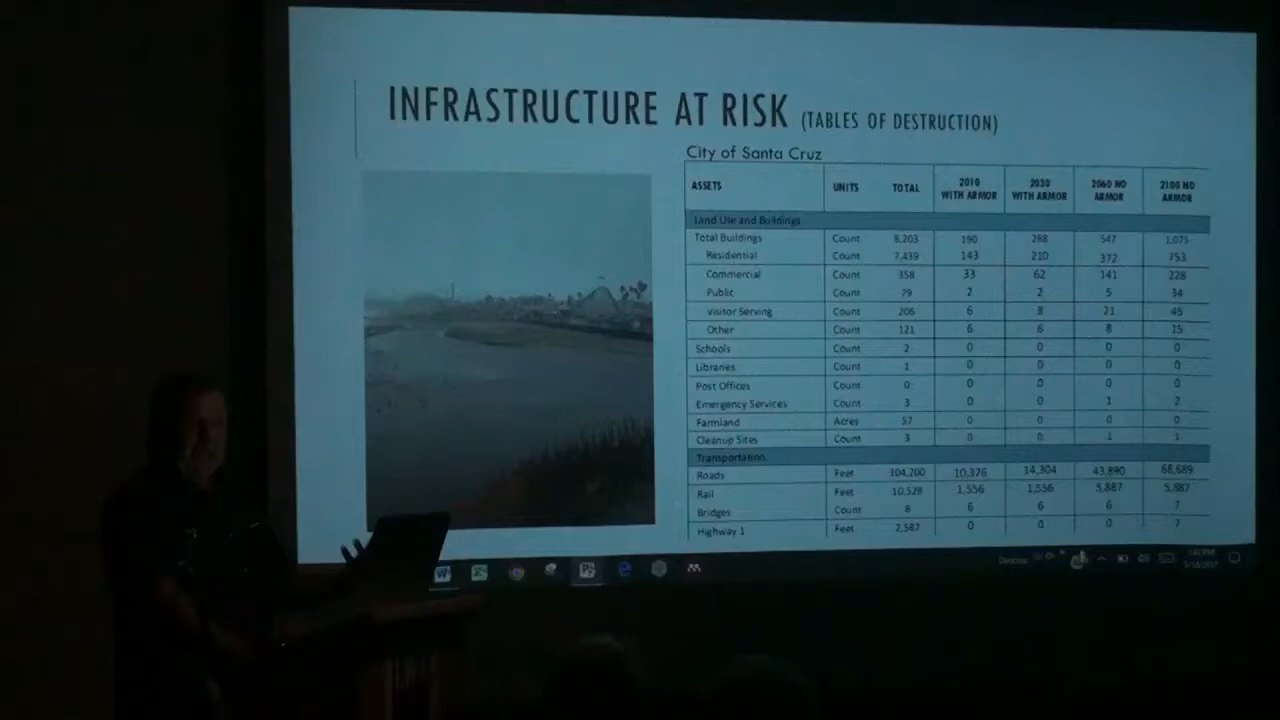 INFRASTRUCTURE AT RISK (TABLES OF DESTRUCTION)
City of Santa Cruz
ASSETS UNITS TOTAL 2010 WITH ARMOR 2030 WITH ARMOR 2060 NO ARMOR 2100 NO ARMOR
Land Use and Buildings
Total Buildings Count 8,203 190 288 547 1,075
Residential Count 7,439 143 210 372 753
Commercial Count 358 33 62 141 228
Public Count 79 2 2 5 34
Visitor Serving Count 206 6 8 21 45
Other Count 121 6 6 8 15
Schools Count 2 0 0 0 0
Libraries Count 1 0 0 0 0
Post Offices Count 0 0 0 0 0
Emergency Services Count 3 0 0 1 2
Farmland Acres 57 0 0 0 0
Cleanup Sites Count 3 0 0 1 1
Transportation
Roads Feet 304,200 10,376 14,304 43,890 68,689
Rail Feet 10,528 1,556 1,556 5,887 5,887
Bridges Count 8 6 6 6 7
Highway 1 Feet 2,587 0 0 0 7